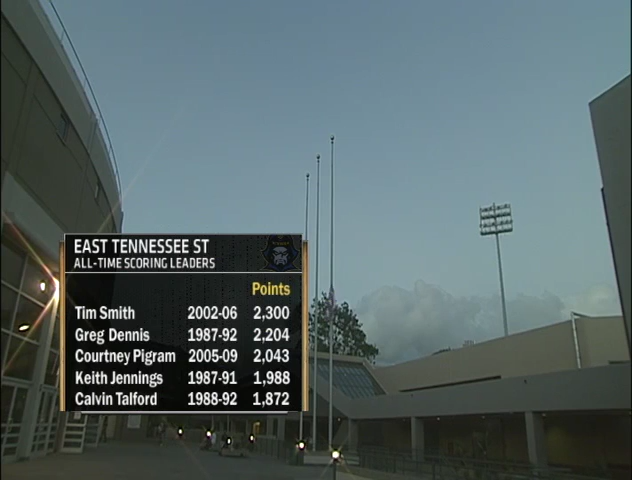 EAST TENNESSEE ST
ALL-TIME SCORING LEADERS
Points
Tim Smith 2002-06 2,300
Greg Dennis 1987-92 2,204
Courtney Pigram 2005-09 2,043
Keith Jennings 1987-91 1,988
Calvin Talford 1988-92 1,872